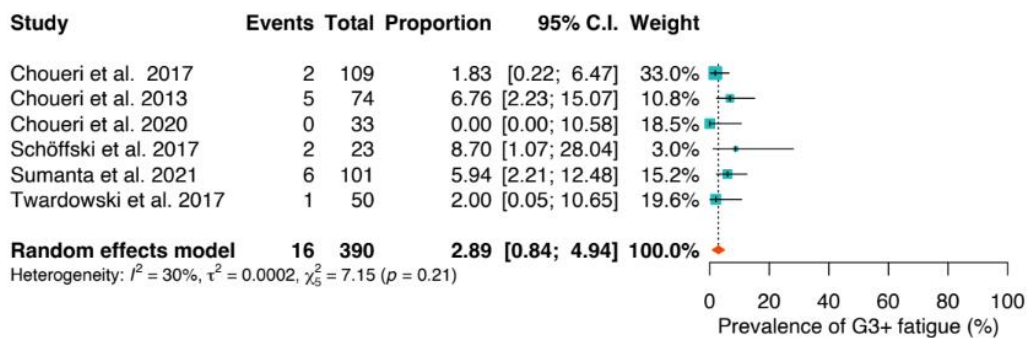 Study Events Total Proportion 95% C.I. Weight
Choueri et al. 2017 2 109 1.83 [0.22; 6.47] 33.0%
Choueri et al. 2013 5 74 6.76 [2.23; 15.07] 10.8%
Choueri et al. 2020 0 33 0.00 [0.00; 10.58] 18.5%
Schöffski et al. 2017 2 23 8.70 [1.07; 28.04] 3.0%
Sumanta et al. 2021 6 101 5.94 [2.21; 12.48] 15.2%
Twardowski et al. 2017 1 50 2.00 [0.05; 10.65] 19.6%
Random effects model 16 390 2.89 [0.84; 4.94] 100.0%
Heterogeneity: I² = 30%, τ² = 0.0002, χ²₅ = 7.15 (p = 0.21)
0 20 40 60 80 100
Prevalence of G3+ fatigue (%)